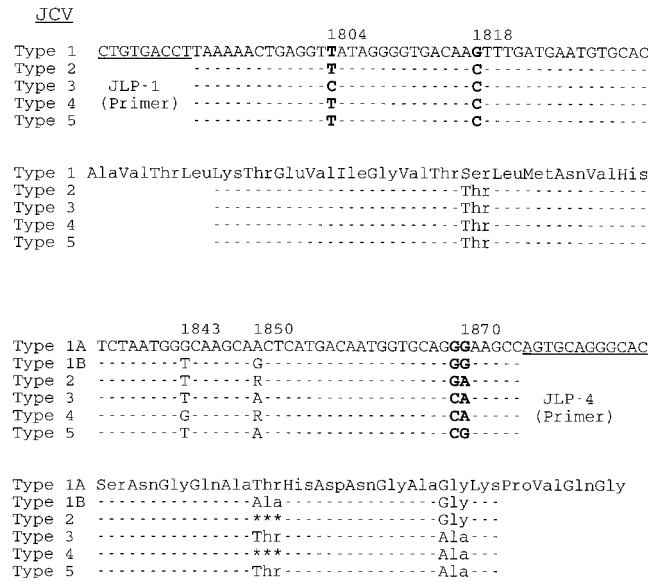 JCV
1804 1818
Type 1 CTGTGACCTTAAAAACTGAGGTTATAGGGGTGACAAGTTTGATGAATGTGCAC
Type 2 -------------T-------------C----------------
Type 3 JLP-1 -------------C-------------C----------------
Type 4 (Primer) -------------T-------------C----------------
Type 5 -------------T-------------C----------------
Type 1 AlaValThrLeuLysThrGluValIleGlyValThrSerLeuMetAsnValHis
Type 2 ------------------------Thr---------------
Type 3 ------------------------Thr---------------
Type 4 ------------------------Thr---------------
Type 5 ------------------------Thr---------------
1843 1850 1870
Type 1A TCTAATGGGCAAGCAACTCATGACAATGGTGCAGGGAAGCCAGTGCAGGGCAC
Type 1B --------T------G------------------GG-----
Type 2 --------T------R------------------GA-----
Type 3 --------T------A------------------CA----- JLP-4
Type 4 --------G------R------------------CA----- (Primer)
Type 5 --------T------A------------------CG-----
Type 1A SerAsnGlyGlnAlaThrHisAspAsnGlyAlaGlyLysProValGlnGly
Type 1B ---------------Ala---------------Gly---
Type 2 ---------------***---------------Gly---
Type 3 ---------------Thr---------------Ala---
Type 4 ---------------***---------------Ala---
Type 5 ---------------Thr---------------Ala---